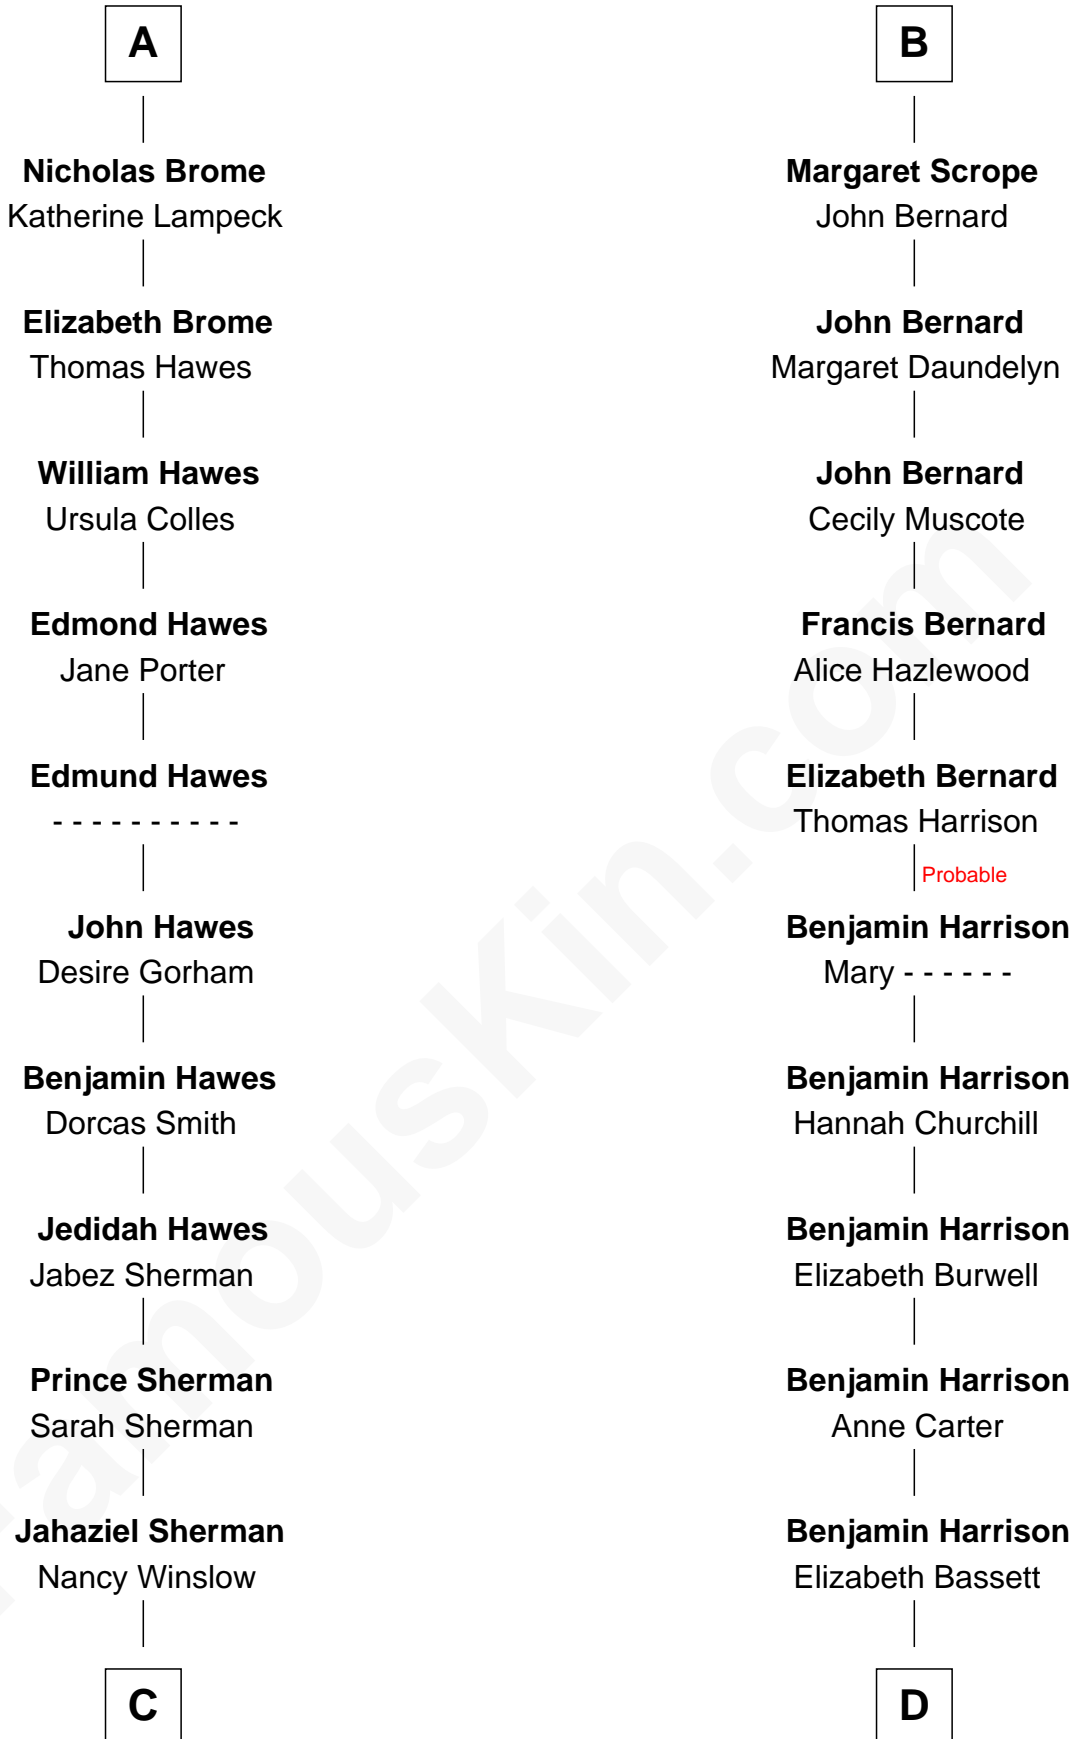 A
B
Nicholas Brome
Katherine Lampeck
Margaret Scrope
John Bernard
Elizabeth Brome
Thomas Hawes
John Bernard
Margaret Daundelyn
William Hawes
Ursula Colles
John Bernard
Cecily Muscote
Edmond Hawes
Jane Porter
Francis Bernard
Alice Hazlewood
Edmund Hawes
- - - - - - - - - -
Elizabeth Bernard
Thomas Harrison
Probable
John Hawes
Desire Gorham
Benjamin Harrison
Mary - - - - - -
Benjamin Hawes
Dorcas Smith
Benjamin Harrison
Hannah Churchill
Jedidah Hawes
Jabez Sherman
Benjamin Harrison
Elizabeth Burwell
Prince Sherman
Sarah Sherman
Benjamin Harrison
Anne Carter
Jahaziel Sherman
Nancy Winslow
Benjamin Harrison
Elizabeth Bassett
C
D
FamousKin.com